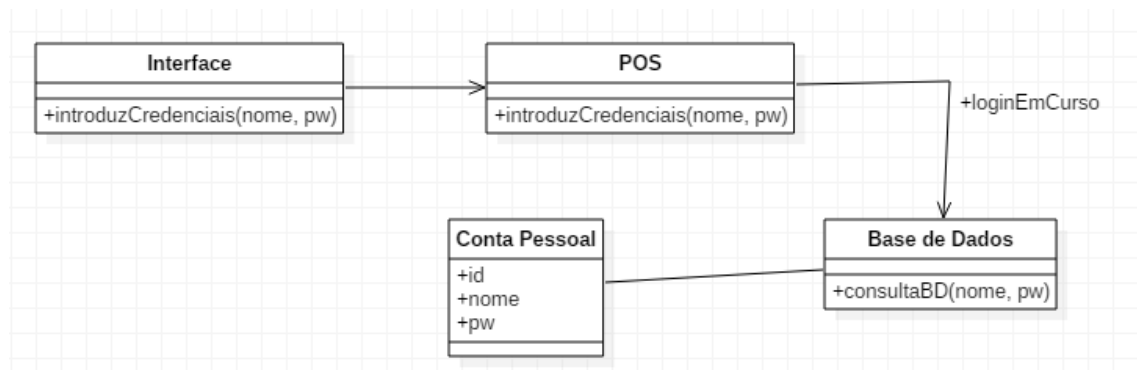 Interface
+introduzCredenciais(nome, pw)
POS
+introduzCredenciais(nome, pw)
+loginEmCurso
Conta Pessoal
+id
+nome
+pw
Base de Dados
+consultaBD(nome, pw)